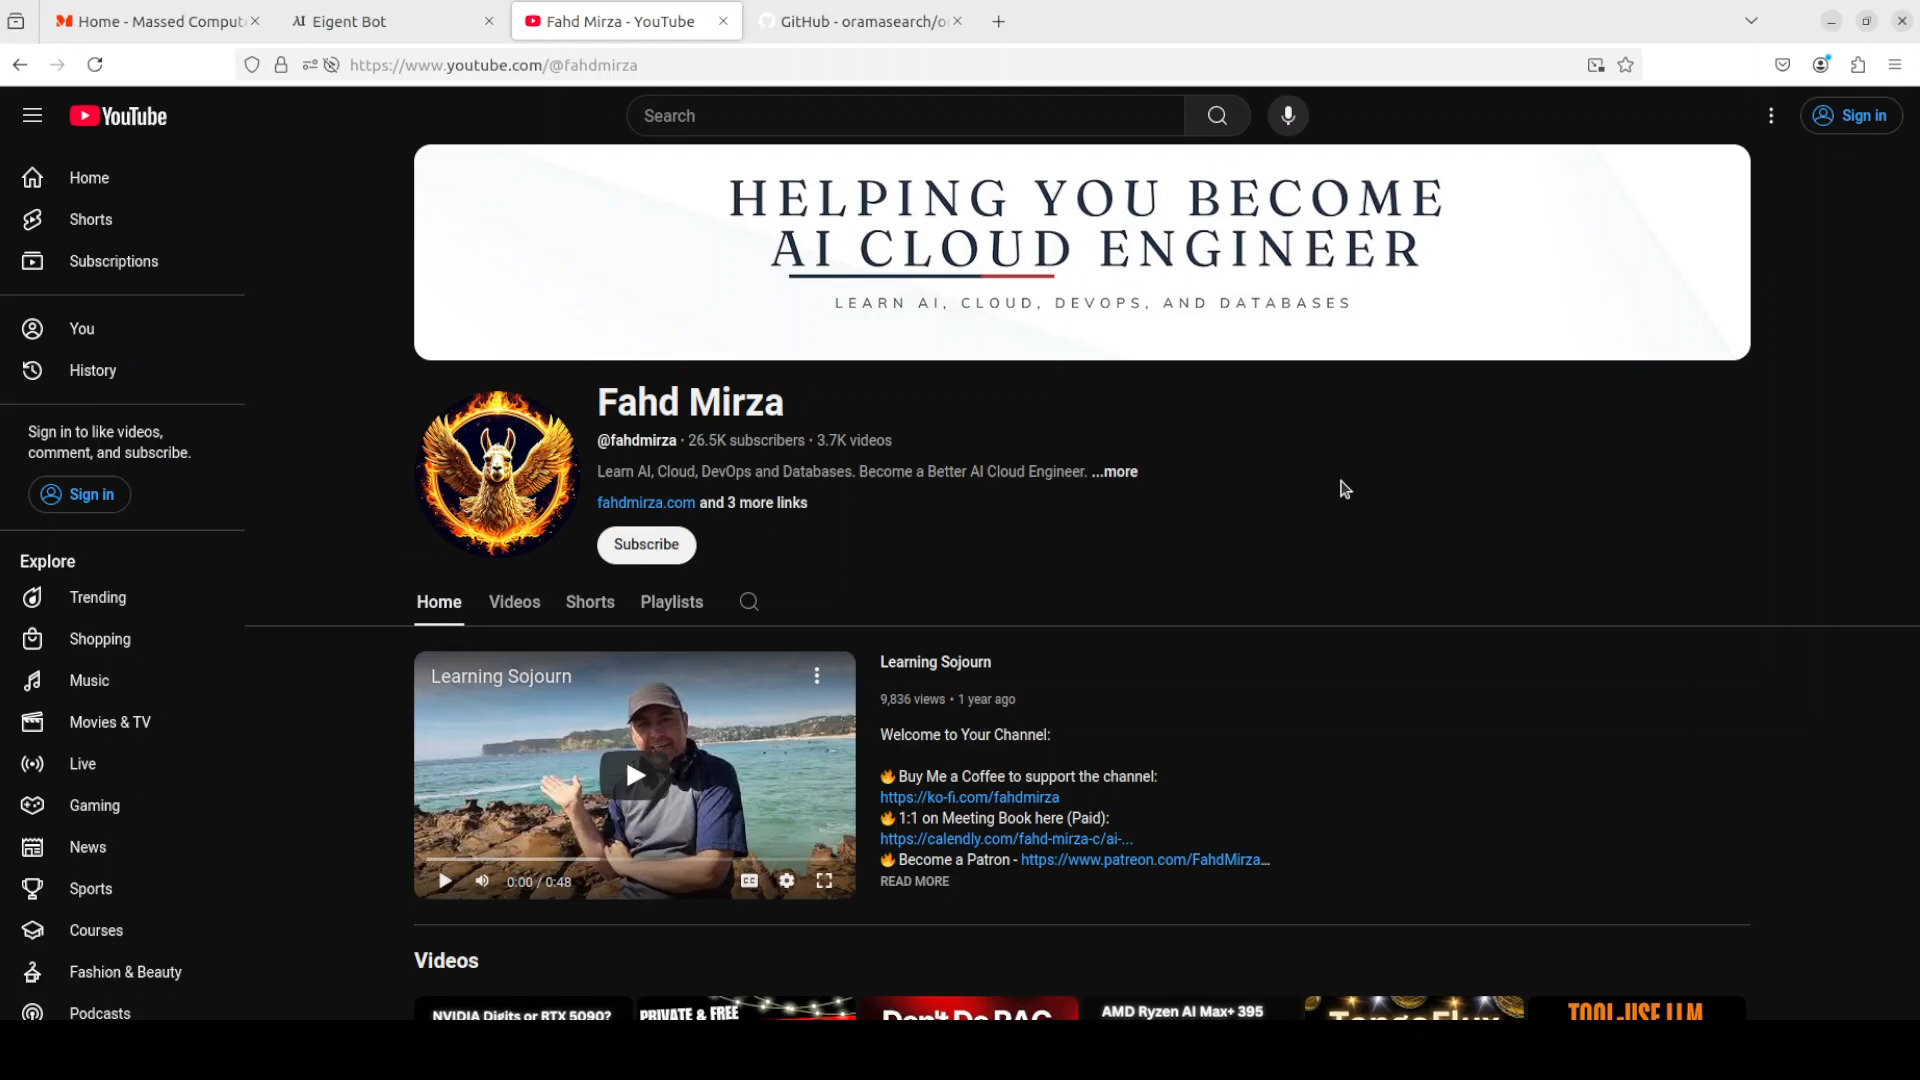 Home - Massed Comput
Eigent Bot
Fahd Mirza - YouTube
GitHub - oramasearch/o
https://www.youtube.com/@fahdmirza
YouTube
Search
Sign in
Home
Shorts
Subscriptions
You
History
Sign in to like videos,
comment, and subscribe.
Sign in
Explore
Trending
Shopping
Music
Movies & TV
Live
Gaming
News
Sports
Courses
Fashion & Beauty
Podcasts
HELPING YOU BECOME
AI CLOUD ENGINEER
LEARN AI, CLOUD, DEVOPS, AND DATABASES
Fahd Mirza
@fahdmirza · 26.5K subscribers · 3.7K videos
Learn AI, Cloud, DevOps and Databases. Become a Better AI Cloud Engineer. ...more
fahdmirza.com and 3 more links
Subscribe
Home Videos Shorts Playlists
Learning Sojourn
0:00 / 0:48
CC
Learning Sojourn
9,836 views • 1 year ago
Welcome to Your Channel:
🔥 Buy Me a Coffee to support the channel:
https://ko-fi.com/fahdmirza
🔥 1:1 on Meeting Book here (Paid):
https://calendly.com/fahd-mirza-c/ai-...
🔥 Become a Patron - https://www.patreon.com/FahdMirza...
READ MORE
Videos
NVIDIA Digits or RTX 5090?
PRIVATE & FREE
Don't Do RAG
AMD Ryzen AI Max+ 395
TangoFlux
TOOL-USE LLM